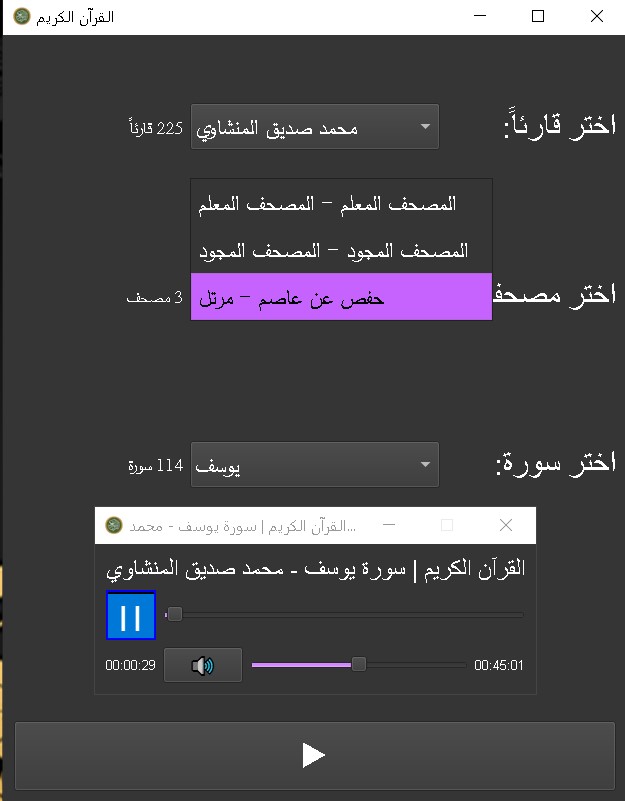 القرآن الكريم
اختر قارئاََ:
محمد صديق المنشاوي
225 قارئاً
المصحف المعلم – المصحف المعلم
المصحف المجود – المصحف المجود
اختر مصحف
حفص عن عاصم – مرتل
3 مصحف
اختر سورة:
يوسف
114 سورة
القرآن الكريم | سورة يوسف - محمد...
القرآن الكريم | سورة يوسف - محمد صديق المنشاوي
00:00:29
00:45:01